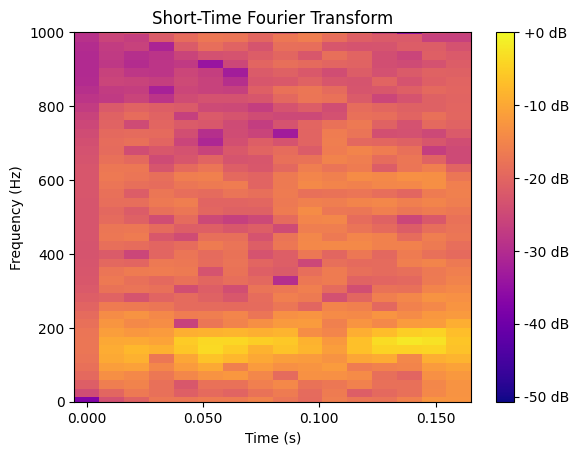 Short-Time Fourier Transform
1000
800
600
400
200
0
Frequency (Hz)
0.000
0.050
0.100
0.150
Time (s)
+0 dB
-10 dB
-20 dB
-30 dB
-40 dB
-50 dB